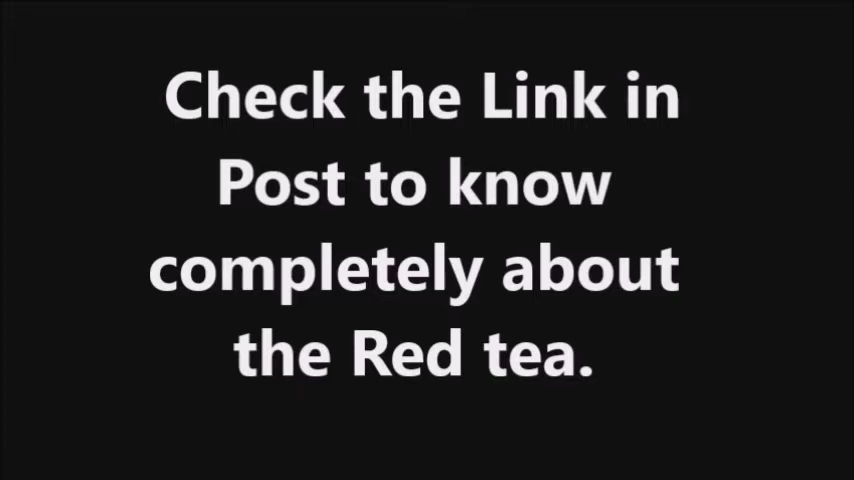 Check the Link in
Post to know
completely about
the Red tea.